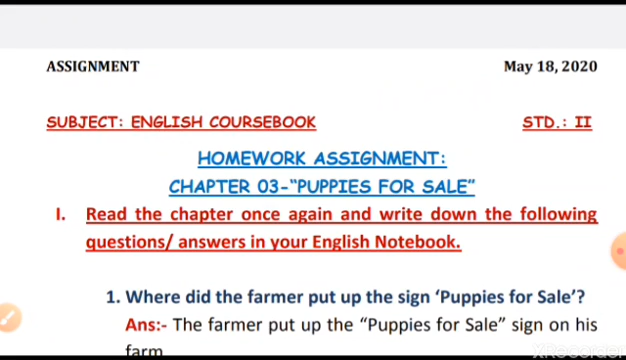 ASSIGNMENT May 18, 2020
SUBJECT: ENGLISH COURSEBOOK STD.: II
HOMEWORK ASSIGNMENT:
CHAPTER 03-“PUPPIES FOR SALE”
I. Read the chapter once again and write down the following
questions/ answers in your English Notebook.
1. Where did the farmer put up the sign ‘Puppies for Sale’?
Ans:- The farmer put up the “Puppies for Sale” sign on his
farm